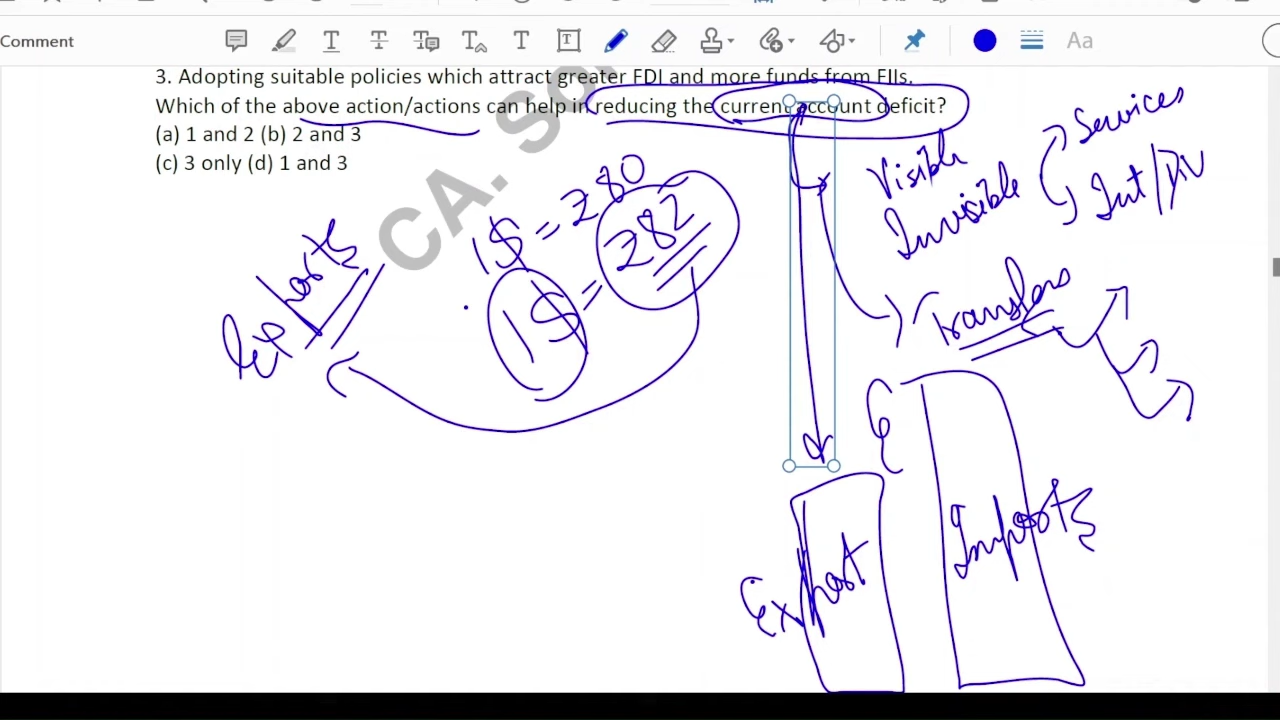 Comment
Aa
3. Adopting suitable policies which attract greater FDI and more funds from FIIs.
Which of the above action/actions can help in reducing the current account deficit?
(a) 1 and 2 (b) 2 and 3
(c) 3 only (d) 1 and 3
CA. So
Services
Visible
Invisible
Int/Div
1$ = ₹80
1$ = ₹82
Exports
Transfers
Imports
Export